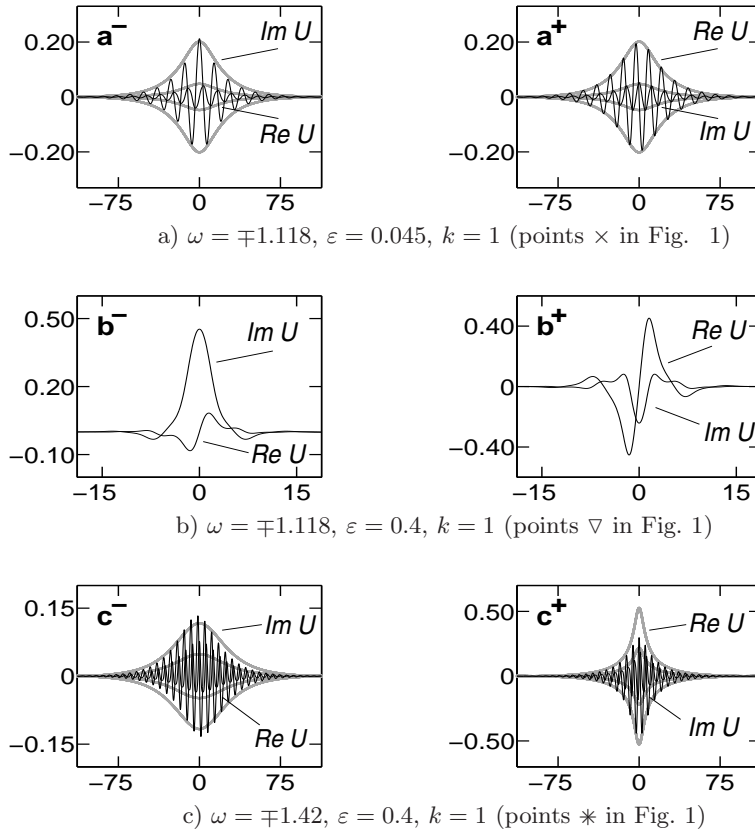 a⁻ Im U a⁺ Re U
0.20 0.20
0 0
Re U Im U
−0.20 −0.20
−75 0 75 −75 0 75
a) ω = ∓1.118, ε = 0.045, k = 1 (points × in Fig. 1)
b⁻ Im U b⁺ Re U
0.50 0.40
0.20 0
−0.10 Re U −0.40 Im U
−15 0 15 −15 0 15
b) ω = ∓1.118, ε = 0.4, k = 1 (points ▽ in Fig. 1)
c⁻ Im U c⁺ Re U
0.15 0.50
0 0
Re U Im U
−0.15 −0.50
−75 0 75 −75 0 75
c) ω = ∓1.42, ε = 0.4, k = 1 (points ∗ in Fig. 1)